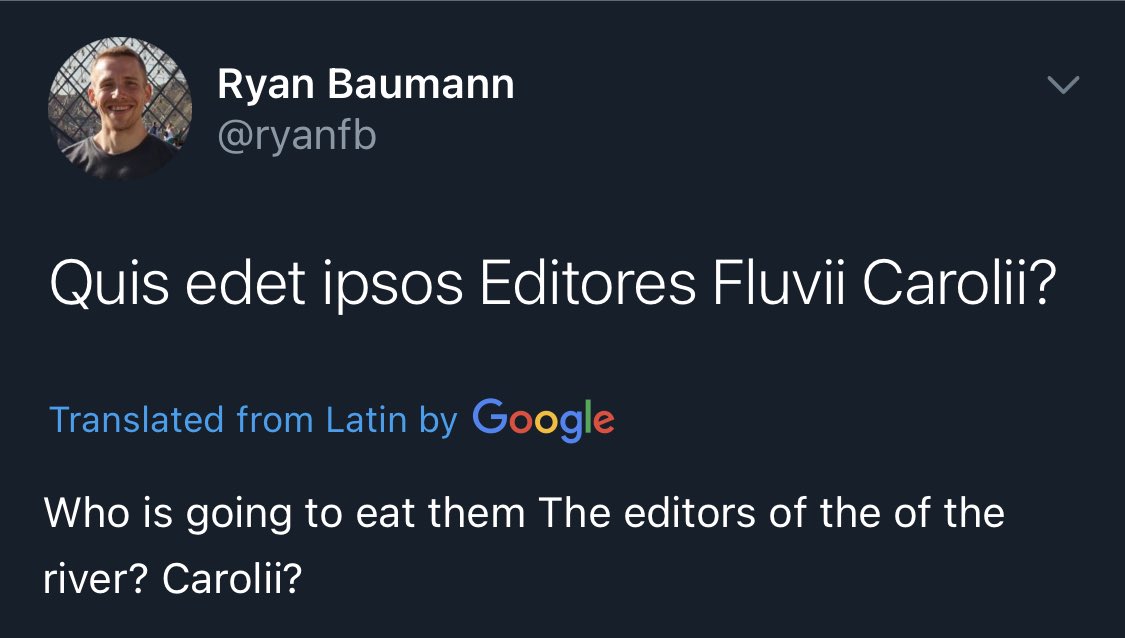 Ryan Baumann
@ryanfb
Quis edet ipsos Editores Fluvii Carolii?
Translated from Latin by Google
Who is going to eat them The editors of the of the
river? Carolii?